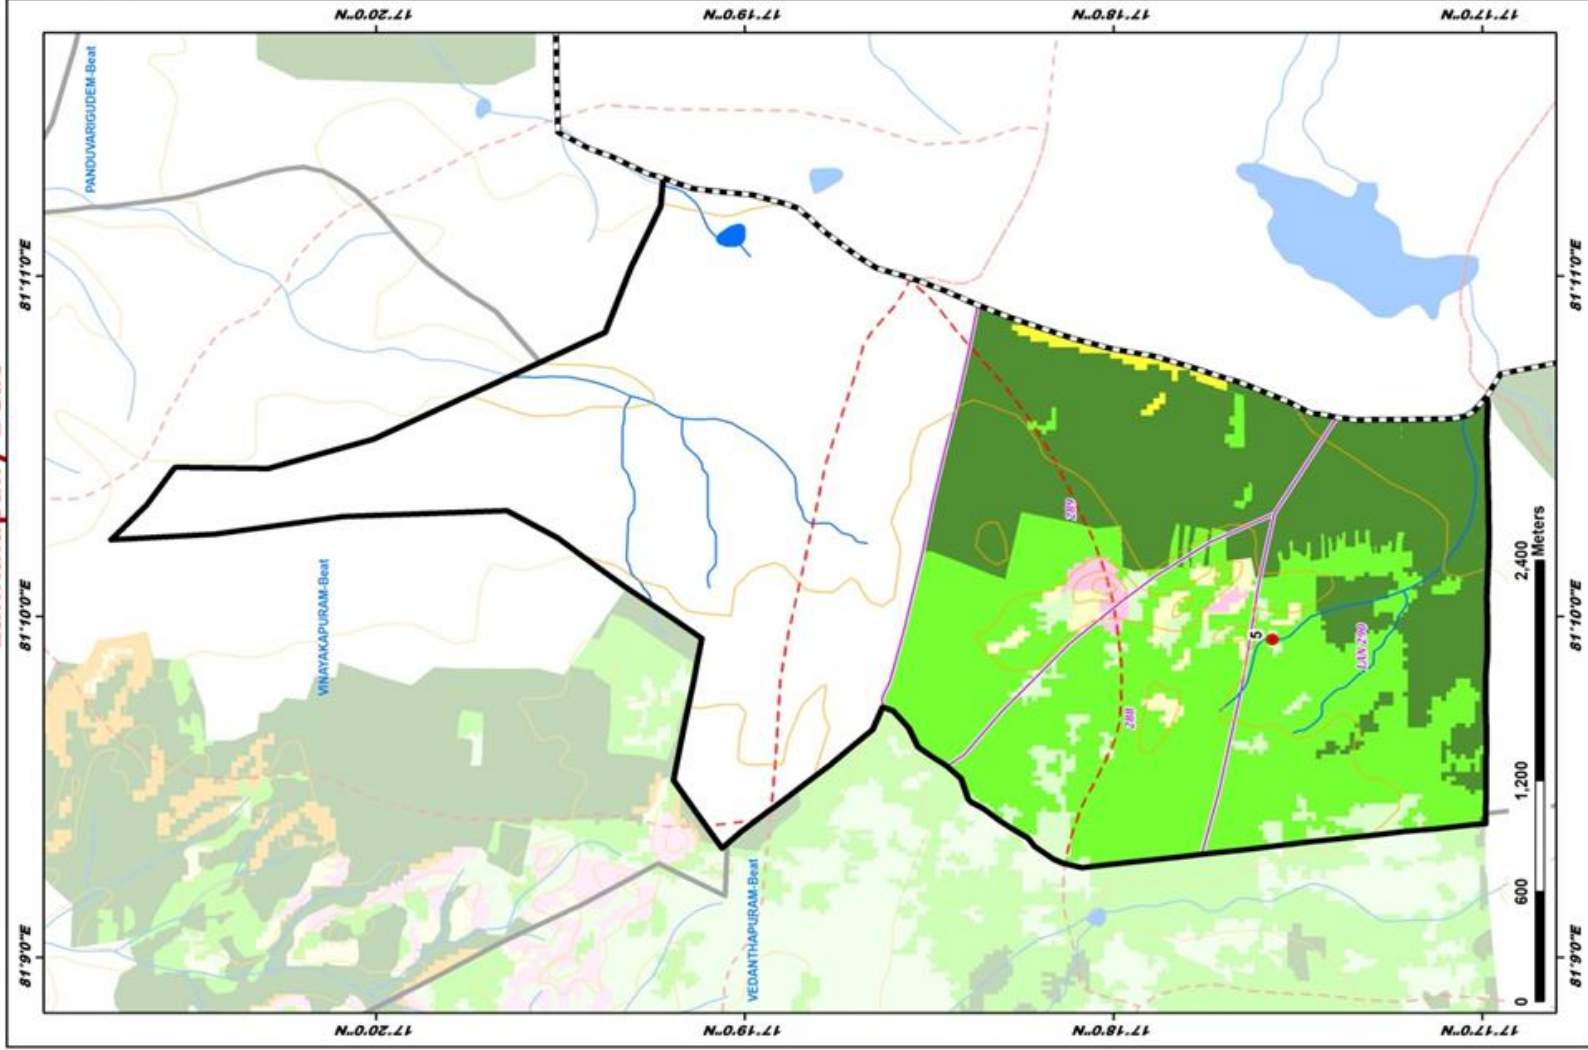 17°20'0"N
17°19'0"N
17°18'0"N
17°17'0"N
PANDUVARIGUDEM-Beat
81°11'0"E
81°11'0"E
289
VINAYAKAPURAM-Beat
81°10'0"E
81°10'0"E
5
LAN 290
288
VEDANTHAPURAM-Beat
81°9'0"E
81°9'0"E
0 600 1,200 2,400
Meters
17°20'0"N
17°19'0"N
17°18'0"N
17°17'0"N